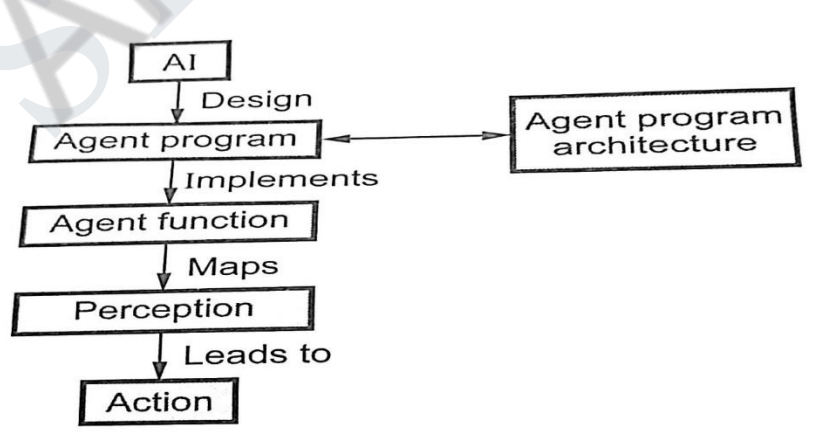 AI
Design
Agent program
Agent program
architecture
Implements
Agent function
Maps
Perception
Leads to
Action